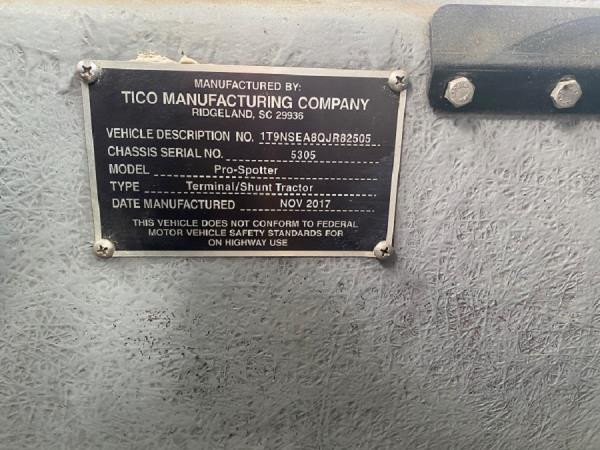 MANUFACTURED BY:
TICO MANUFACTURING COMPANY
RIDGELAND, SC 29936
VEHICLE DESCRIPTION NO. 1T9NSEA8QJR82505
CHASSIS SERIAL NO. 5305
MODEL Pro-Spotter
TYPE Terminal/Shunt Tractor
DATE MANUFACTURED NOV 2017
THIS VEHICLE DOES NOT CONFORM TO FEDERAL
MOTOR VEHICLE SAFETY STANDARDS FOR
ON HIGHWAY USE